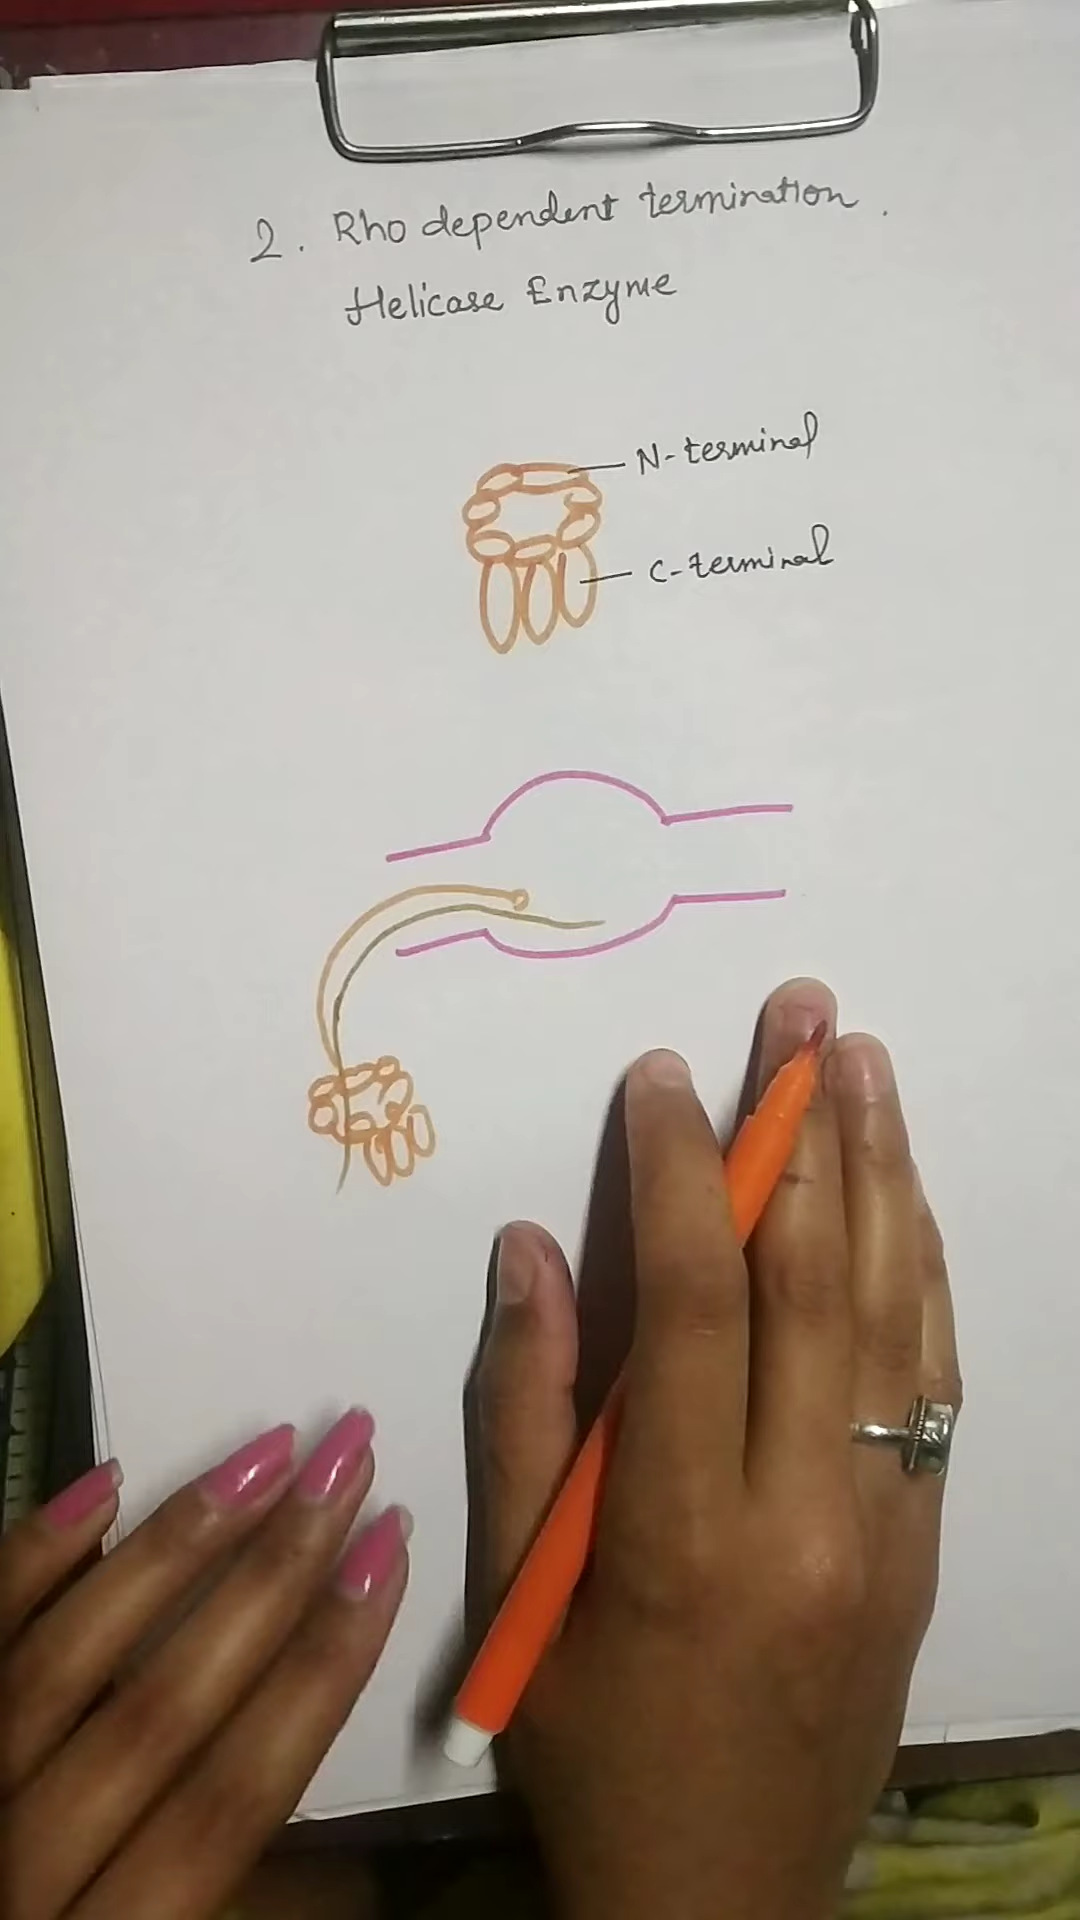 2. Rho dependent termination.
Helicase Enzyme
N-terminal
C-terminal